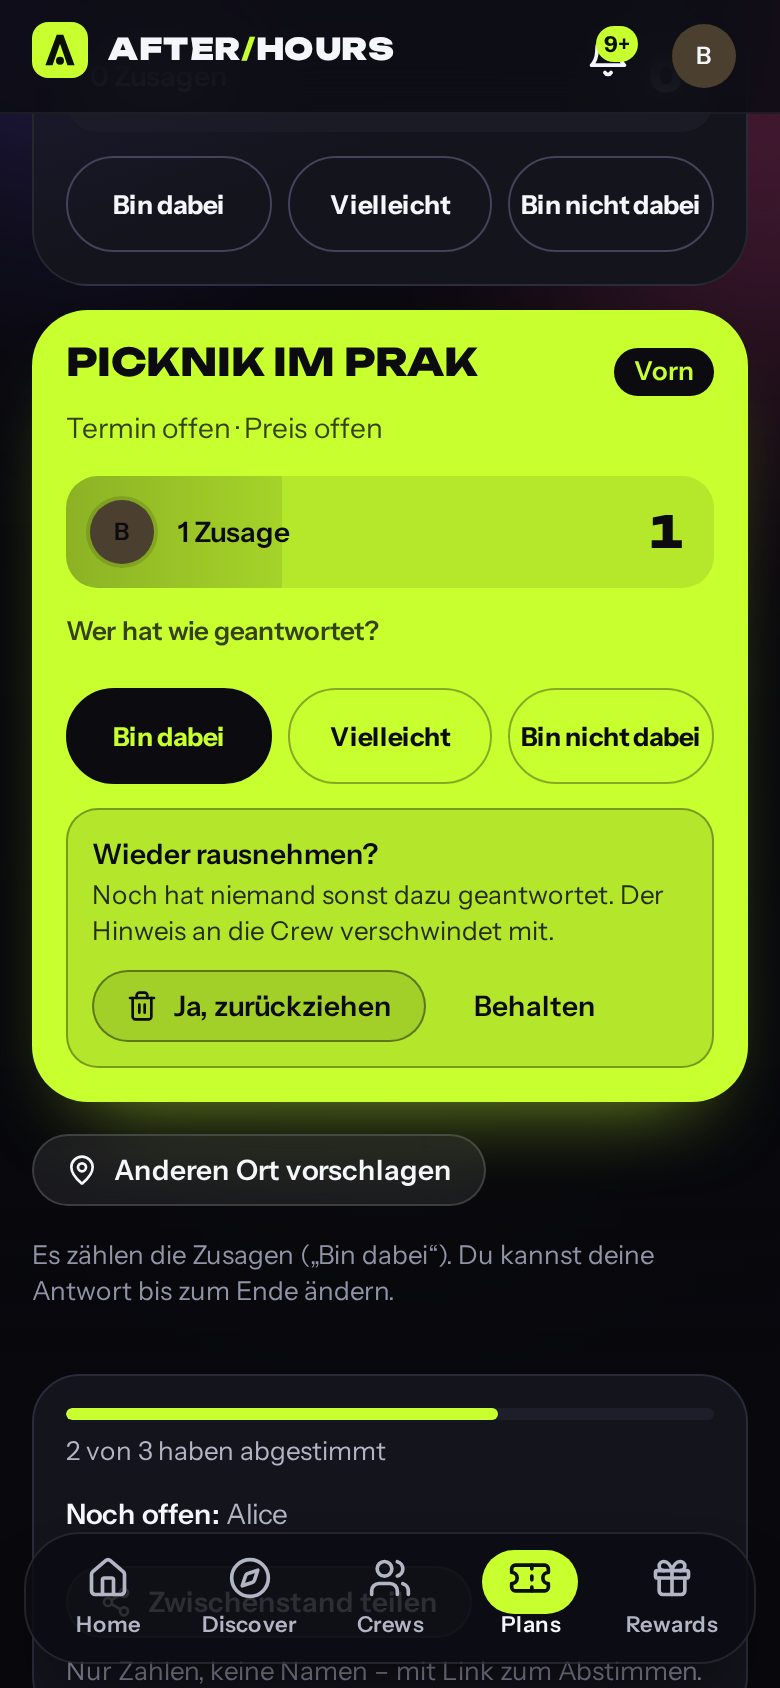 AFTER/HOURS
9+
B
0 Zusagen
0
Bin dabei
Vielleicht
Bin nicht dabei
PICKNIK IM PRAK
Vorn
Termin offen · Preis offen
B
1 Zusage
1
Wer hat wie geantwortet?
Bin dabei
Vielleicht
Bin nicht dabei
Wieder rausnehmen?
Noch hat niemand sonst dazu geantwortet. Der
Hinweis an die Crew verschwindet mit.
Ja, zurückziehen
Behalten
Anderen Ort vorschlagen
Es zählen die Zusagen („Bin dabei“). Du kannst deine
Antwort bis zum Ende ändern.
2 von 3 haben abgestimmt
Noch offen: Alice
Zwischenstand teilen
Home
Discover
Crews
Plans
Rewards
Nur Zahlen, keine Namen – mit Link zum Abstimmen.